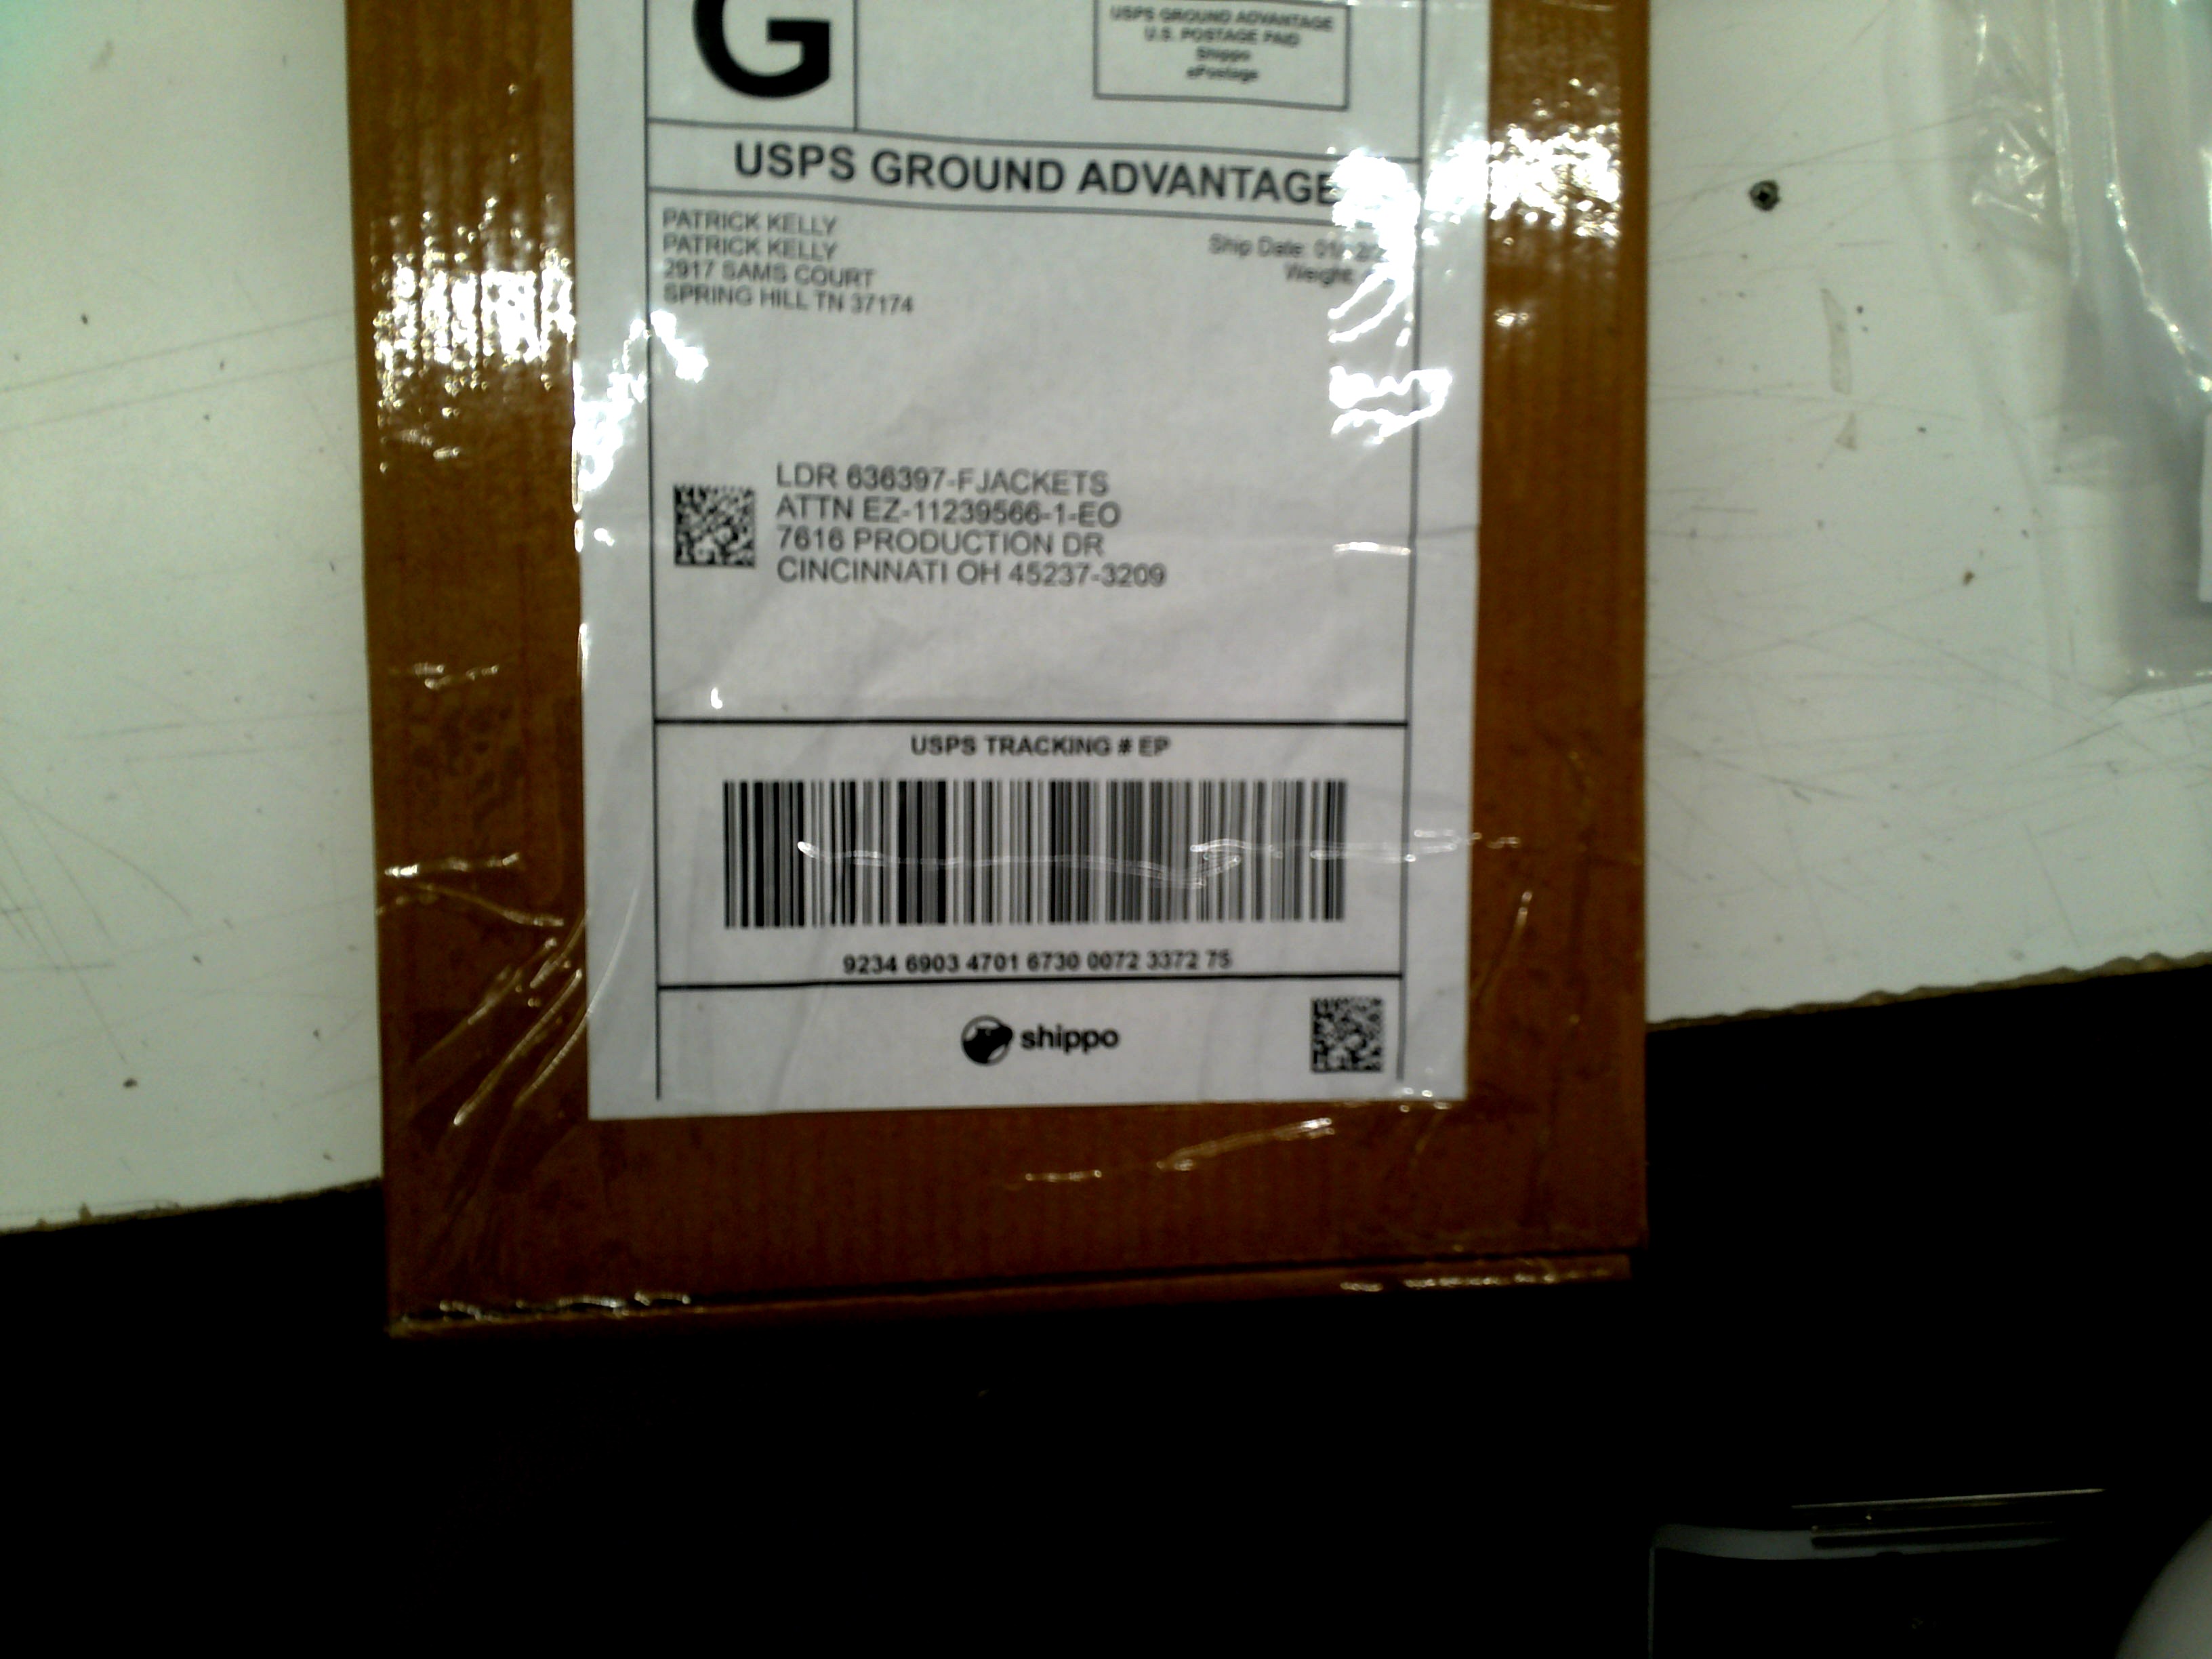 G
USPS GROUND ADVANTAGE
U.S. POSTAGE PAID
Shippo
ePostage
USPS GROUND ADVANTAGE
PATRICK KELLY
PATRICK KELLY
2917 SAMS COURT
SPRING HILL TN 37174
Ship Date:
Weight:
LDR 636397-FJACKETS
ATTN EZ-11239566-1-EO
7616 PRODUCTION DR
CINCINNATI OH 45237-3209
USPS TRACKING # EP
9234 6903 4701 6730 0072 3372 75
shippo